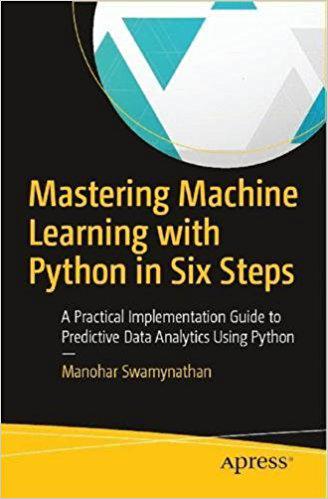 Mastering Machine
Learning with
Python in Six Steps
A Practical Implementation Guide to
Predictive Data Analytics Using Python
—
Manohar Swamynathan
Apress®